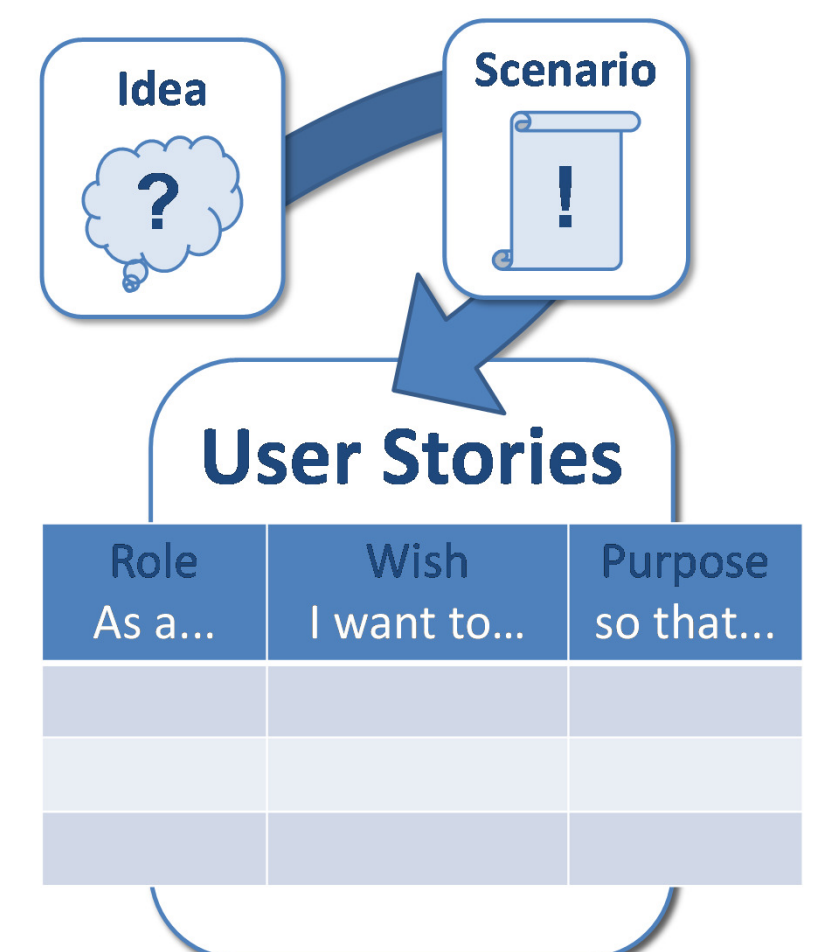 Idea
?
Scenario
!
User Stories
Role Wish Purpose
As a... I want to... so that...